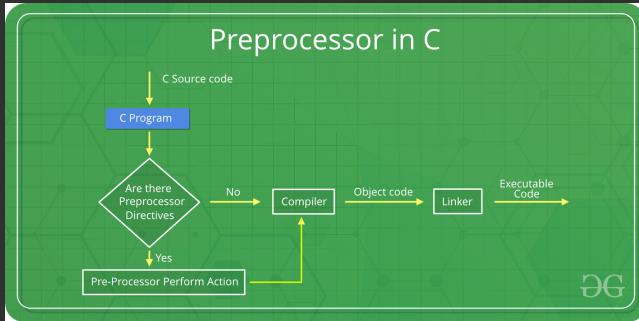 Preprocessor in C
C Source code
C Program
Are there
Preprocessor
Directives
No
Compiler
Object code
Linker
Executable
Code
Yes
Pre-Processor Perform Action